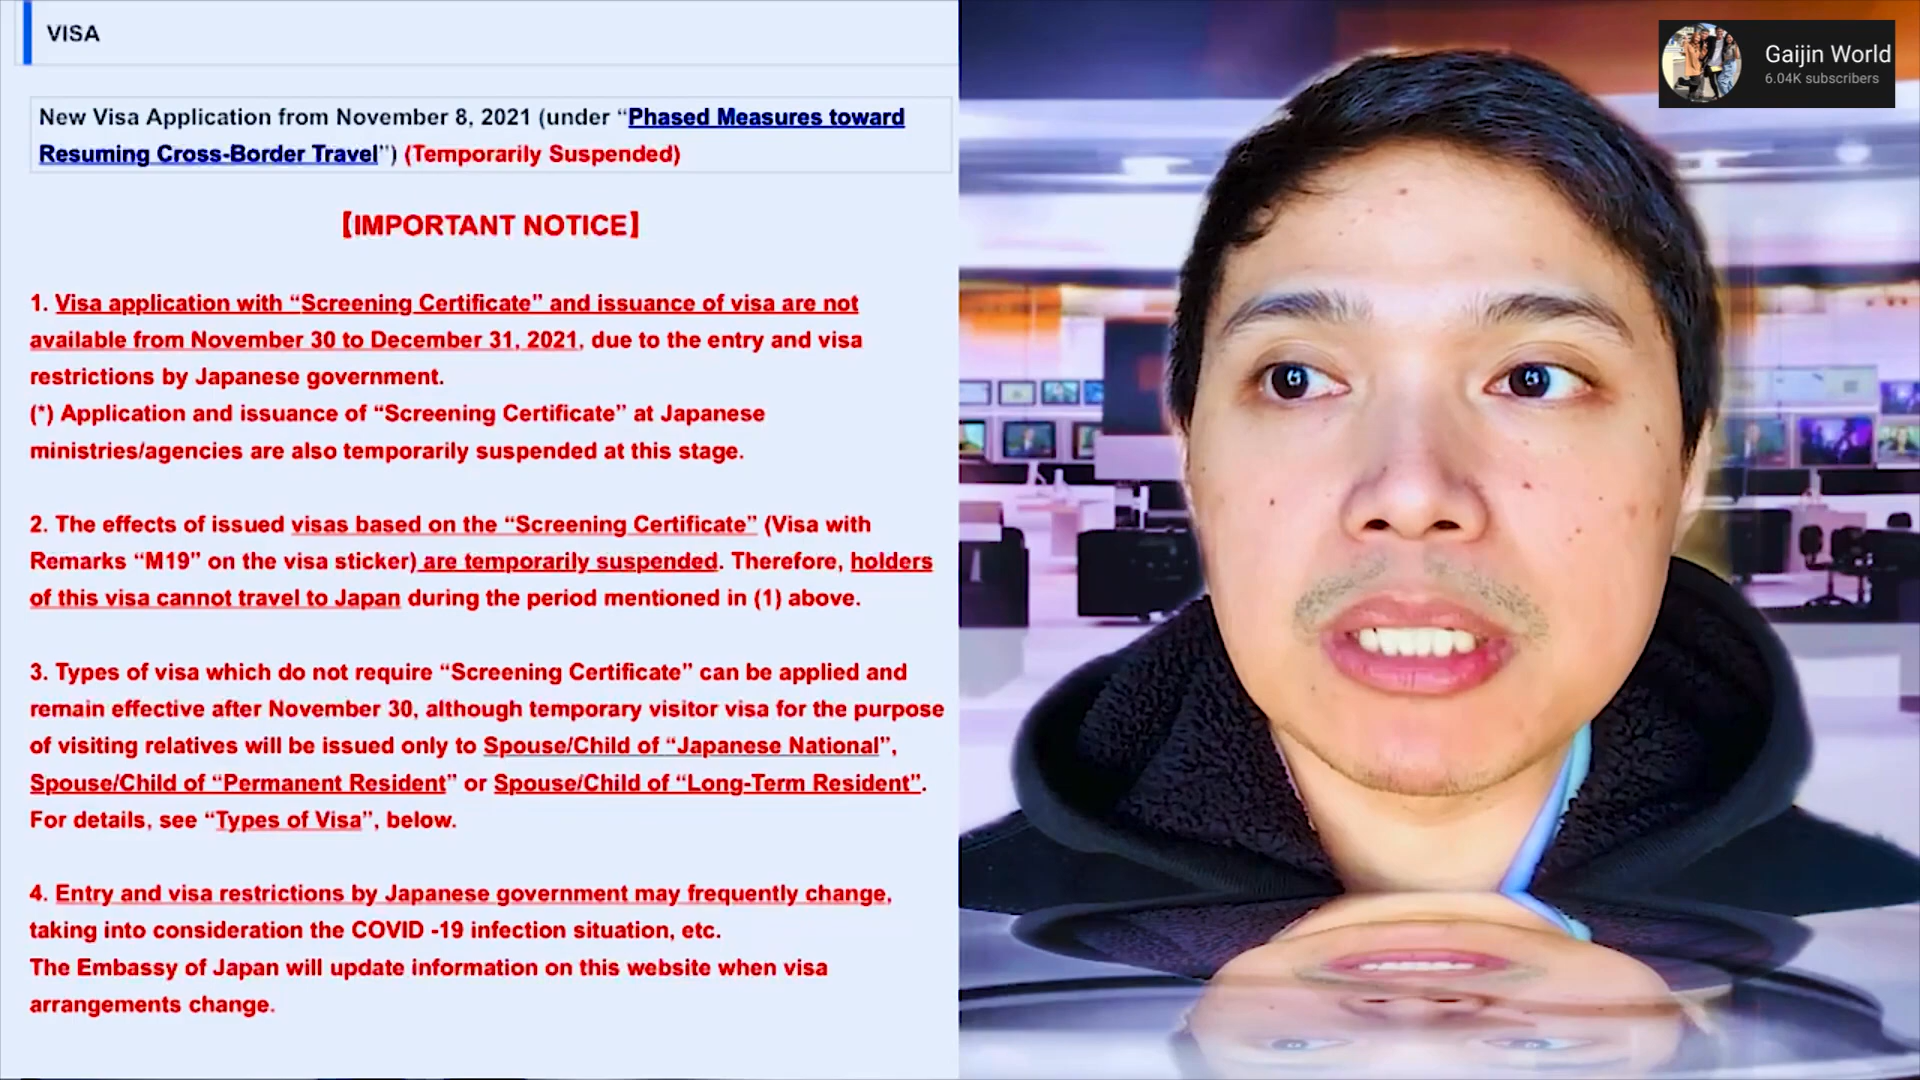 VISA
New Visa Application from November 8, 2021 (under “Phased Measures toward
Resuming Cross-Border Travel”) (Temporarily Suspended)
【IMPORTANT NOTICE】
1. Visa application with “Screening Certificate” and issuance of visa are not
available from November 30 to December 31, 2021, due to the entry and visa
restrictions by Japanese government.
(*) Application and issuance of “Screening Certificate” at Japanese
ministries/agencies are also temporarily suspended at this stage.
2. The effects of issued visas based on the “Screening Certificate” (Visa with
Remarks “M19” on the visa sticker) are temporarily suspended. Therefore, holders
of this visa cannot travel to Japan during the period mentioned in (1) above.
3. Types of visa which do not require “Screening Certificate” can be applied and
remain effective after November 30, although temporary visitor visa for the purpose
of visiting relatives will be issued only to Spouse/Child of “Japanese National”,
Spouse/Child of “Permanent Resident” or Spouse/Child of “Long-Term Resident”.
For details, see “Types of Visa”, below.
4. Entry and visa restrictions by Japanese government may frequently change,
taking into consideration the COVID -19 infection situation, etc.
The Embassy of Japan will update information on this website when visa
arrangements change.
Gaijin World
6.04K subscribers